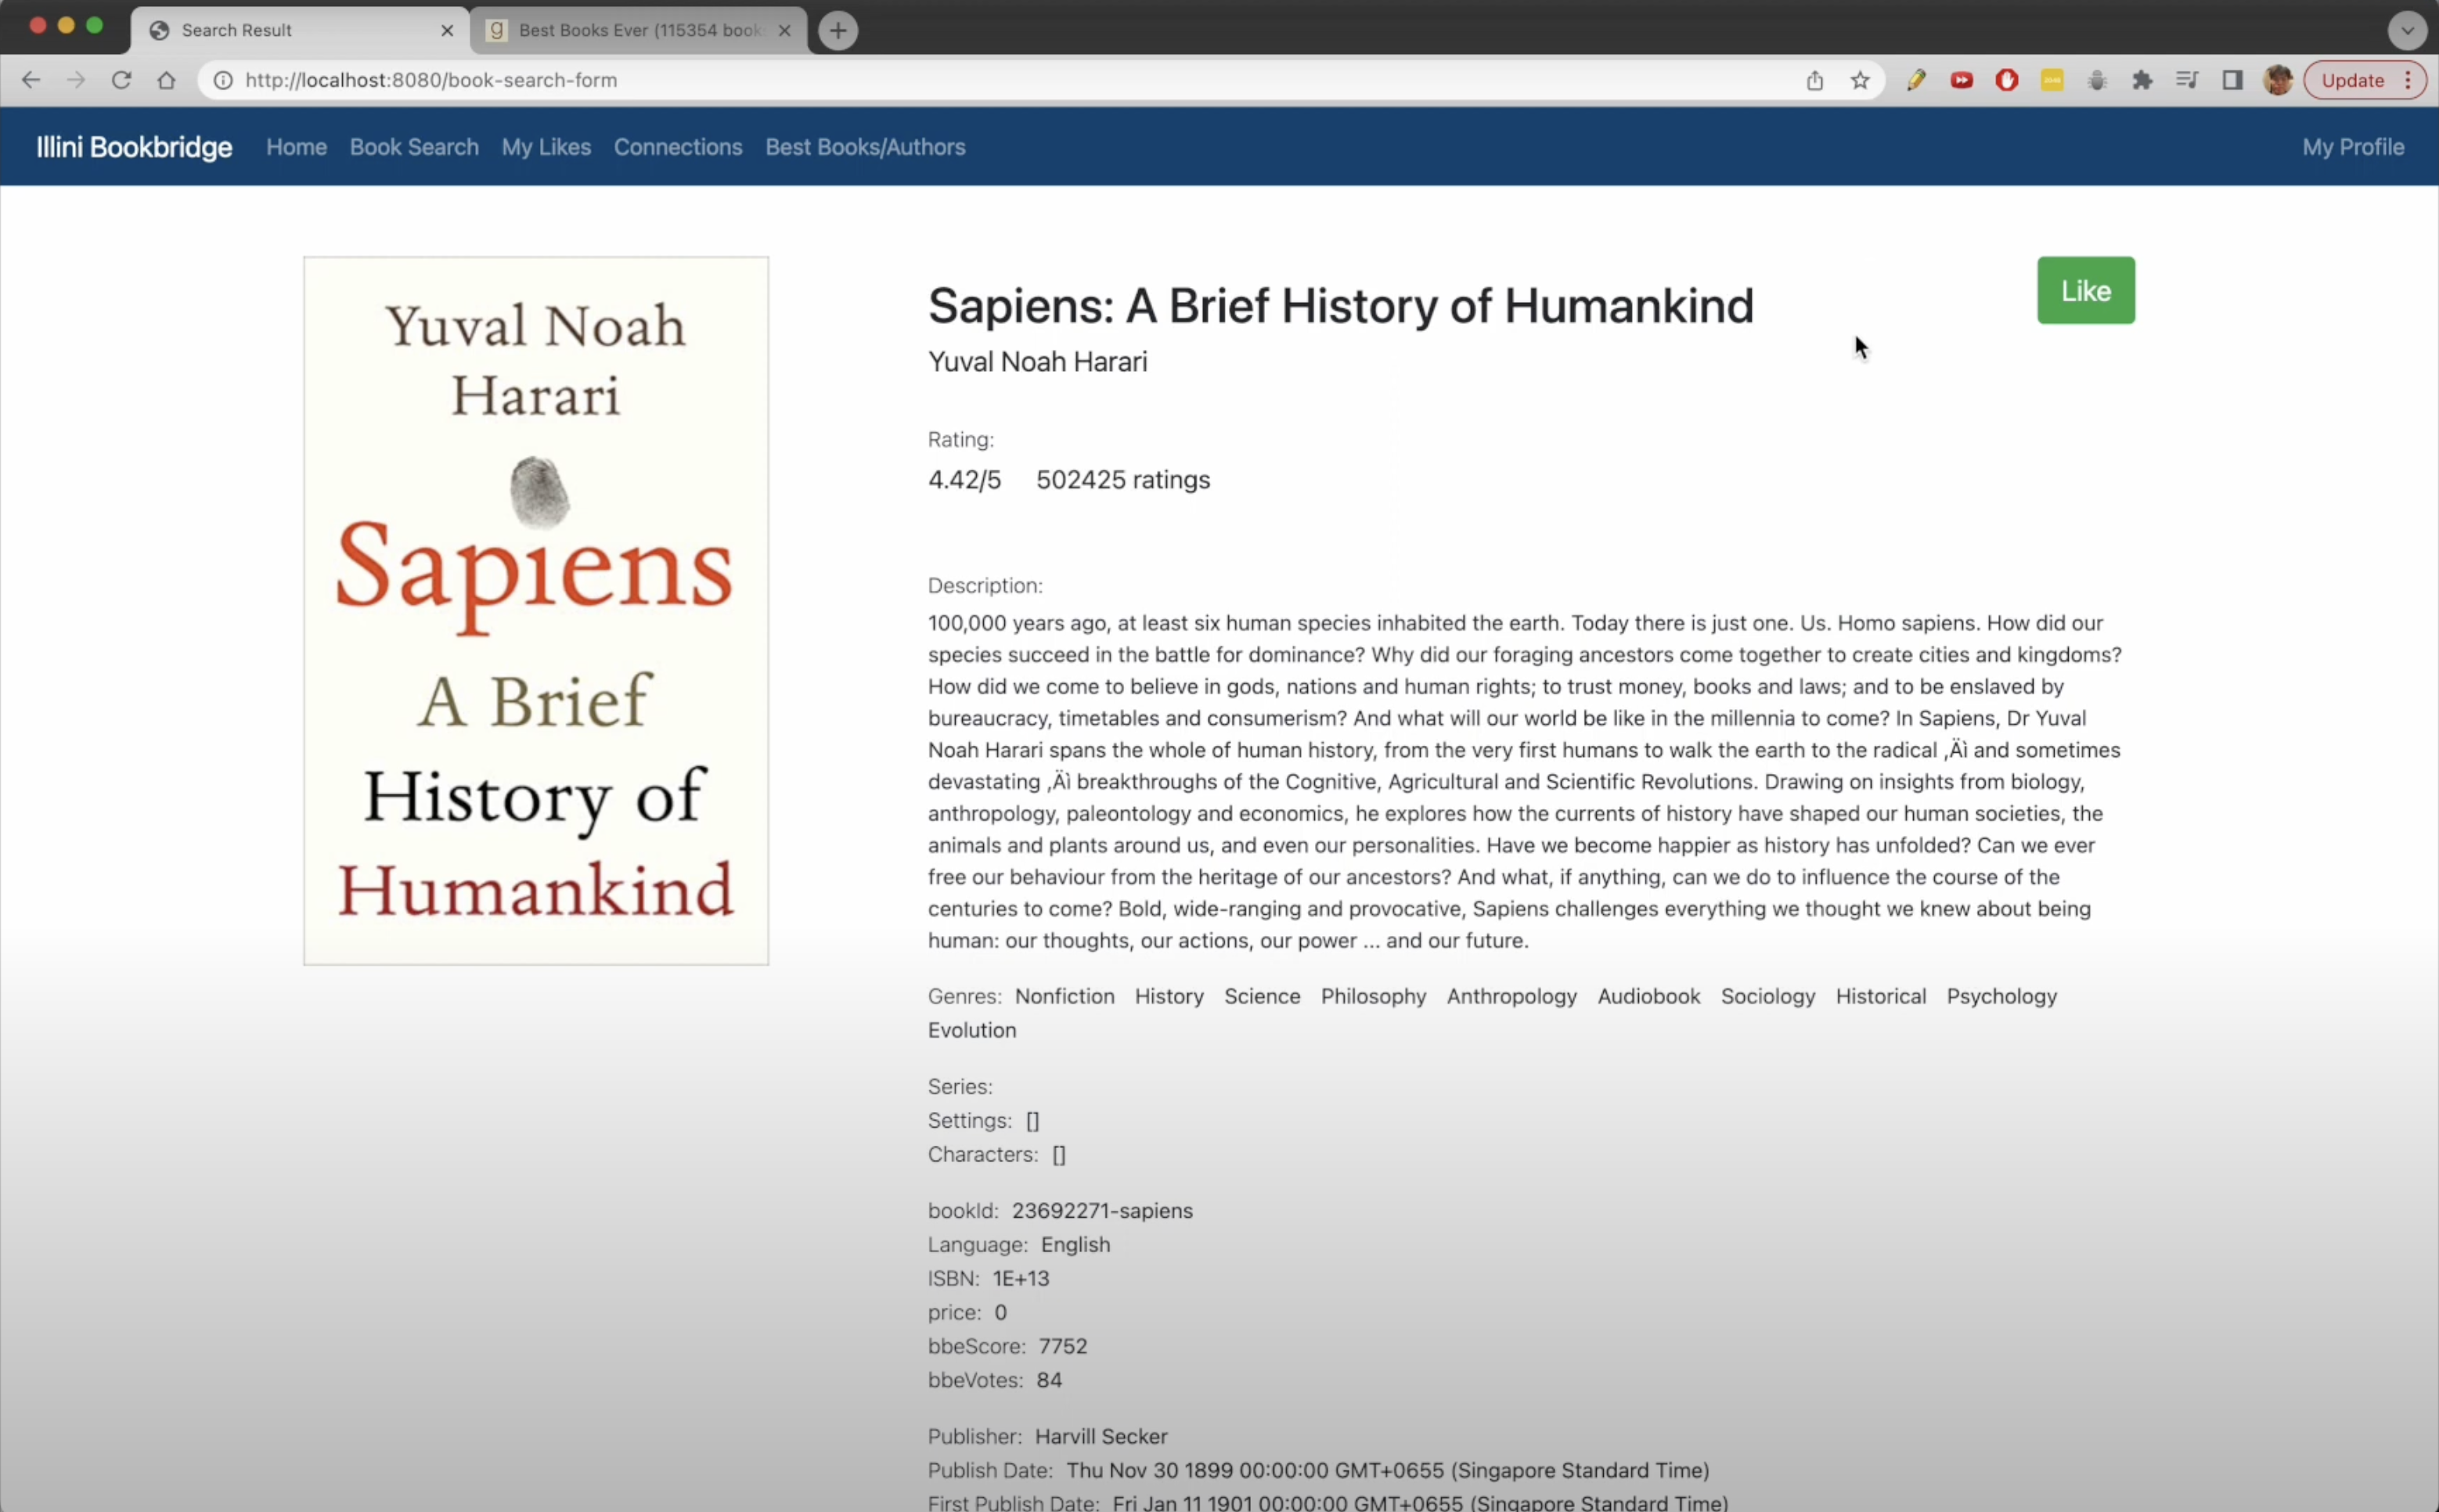 Search Result
Best Books Ever (115354 book
http://localhost:8080/book-search-form
Update
Illini Bookbridge Home Book Search My Likes Connections Best Books/Authors My Profile
Yuval Noah
Harari
Sapiens
A Brief
History of
Humankind
Sapiens: A Brief History of Humankind
Like
Yuval Noah Harari
Rating:
4.42/5 502425 ratings
Description:
100,000 years ago, at least six human species inhabited the earth. Today there is just one. Us. Homo sapiens. How did our
species succeed in the battle for dominance? Why did our foraging ancestors come together to create cities and kingdoms?
How did we come to believe in gods, nations and human rights; to trust money, books and laws; and to be enslaved by
bureaucracy, timetables and consumerism? And what will our world be like in the millennia to come? In Sapiens, Dr Yuval
Noah Harari spans the whole of human history, from the very first humans to walk the earth to the radical ‚Äì and sometimes
devastating ‚Äì breakthroughs of the Cognitive, Agricultural and Scientific Revolutions. Drawing on insights from biology,
anthropology, paleontology and economics, he explores how the currents of history have shaped our human societies, the
animals and plants around us, and even our personalities. Have we become happier as history has unfolded? Can we ever
free our behaviour from the heritage of our ancestors? And what, if anything, can we do to influence the course of the
centuries to come? Bold, wide-ranging and provocative, Sapiens challenges everything we thought we knew about being
human: our thoughts, our actions, our power ... and our future.
Genres: Nonfiction History Science Philosophy Anthropology Audiobook Sociology Historical Psychology
Evolution
Series:
Settings: []
Characters: []
bookId: 23692271-sapiens
Language: English
ISBN: 1E+13
price: 0
bbeScore: 7752
bbeVotes: 84
Publisher: Harvill Secker
Publish Date: Thu Nov 30 1899 00:00:00 GMT+0655 (Singapore Standard Time)
First Publish Date: Fri Jan 11 1901 00:00:00 GMT+0655 (Singapore Standard Time)